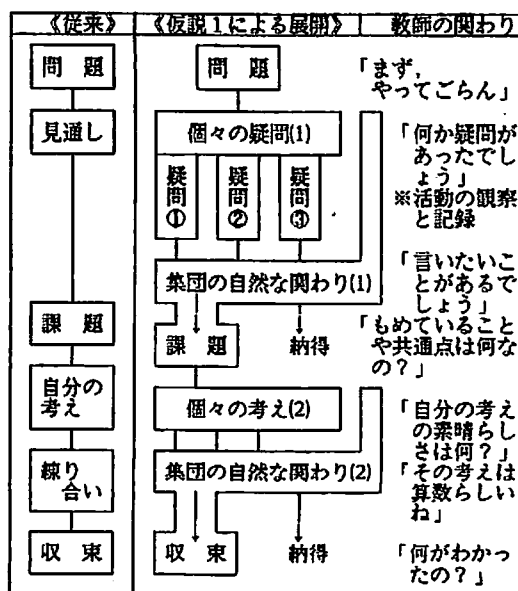 《従来》 《仮説1による展開》 教師の関わり
問 題
見通し
課 題
自分の
考え
練り
合い
収 束
問 題
個々の疑問(1)
疑問①
疑問②
疑問③
集団の自然な関わり(1)
課 題
納得
個々の考え(2)
集団の自然な関わり(2)
収 束
納得
「まず,
やってごらん」
「何か疑問が
あったでし
ょう」
※活動の観察
と記録
「言いたいこ
とがあるで
しょう」
「もめていること
や共通点は何な
の?」
「自分の考え
の素晴らし
さは何?」
「その考えは
算数らしい
ね」
「何がわかっ
たの?」